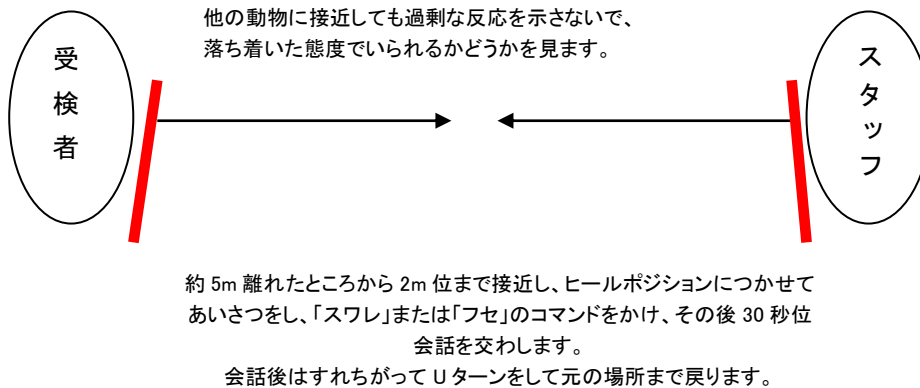 他の動物に接近しても過剰な反応を示さないで、
落ち着いた態度でいられるかどうかを見ます。
受検者
スタッフ
約 5m 離れたところから 2m 位まで接近し、ヒールポジションにつかせて
あいさつをし、「スワレ」または「フセ」のコマンドをかけ、その後 30 秒位
会話を交わします。
会話後はすれちがって U ターンをして元の場所まで戻ります。